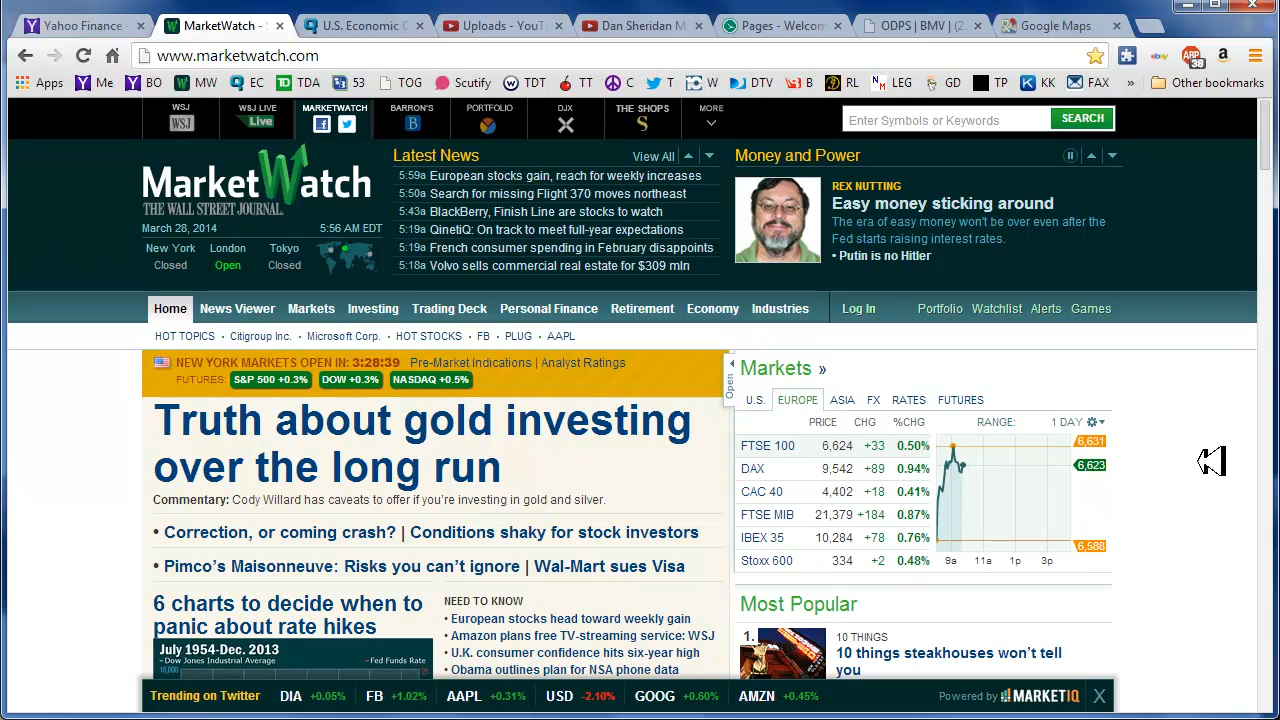 Yahoo Finance - MarketWatch - S U.S. Economic C Uploads - YouT Dan Sheridan M Pages - Welcom ODPS | BMV | (2 Google Maps
www.marketwatch.com
ABP 38
Apps Me BO MW EC TDA 53 TOG Scutify TDT TT C T W DTV B RL LEG GD TP KK FAX » Other bookmarks
WSJ WSJ LIVE MARKETWATCH BARRON'S PORTFOLIO DJX THE SHOPS MORE
WSJ Live B S
Enter Symbols or Keywords SEARCH
MarketWatch
THE WALL STREET JOURNAL.
March 28, 2014 5:56 AM EDT
New York London Tokyo
Closed Open Closed
Latest News View All
5:59a European stocks gain, reach for weekly increases
5:50a Search for missing Flight 370 moves northeast
5:43a BlackBerry, Finish Line are stocks to watch
5:19a QinetiQ: On track to meet full-year expectations
5:19a French consumer spending in February disappoints
5:18a Volvo sells commercial real estate for $309 mln
Money and Power
REX NUTTING
Easy money sticking around
The era of easy money won't be over even after the
Fed starts raising interest rates.
• Putin is no Hitler
Home News Viewer Markets Investing Trading Deck Personal Finance Retirement Economy Industries Log In Portfolio Watchlist Alerts Games
HOT TOPICS Citigroup Inc. Microsoft Corp. HOT STOCKS FB PLUG AAPL
NEW YORK MARKETS OPEN IN: 3:28:39 Pre-Market Indications | Analyst Ratings
FUTURES: S&P 500 +0.3% DOW +0.3% NASDAQ +0.5%
Truth about gold investing
over the long run
Commentary: Cody Willard has caveats to offer if you're investing in gold and silver.
• Correction, or coming crash? | Conditions shaky for stock investors
• Pimco's Maisonneuve: Risks you can't ignore | Wal-Mart sues Visa
6 charts to decide when to
panic about rate hikes
July 1954-Dec. 2013
Dow Jones Industrial Average Fed Funds Rate
18,000
NEED TO KNOW
• European stocks head toward weekly gain
• Amazon plans free TV-streaming service: WSJ
• U.K. consumer confidence hits six-year high
• Obama outlines plan for NSA phone data
Open
Markets »
U.S. EUROPE ASIA FX RATES FUTURES
PRICE CHG %CHG RANGE: 1 DAY
FTSE 100 6,624 +33 0.50%
DAX 9,542 +89 0.94%
CAC 40 4,402 +18 0.41%
FTSE MIB 21,379 +184 0.87%
IBEX 35 10,284 +78 0.76%
Stoxx 600 334 +2 0.48%
6,631
6,623
6,588
9a 11a 1p 3p
Most Popular
1. 10 THINGS
10 things steakhouses won't tell
you
Trending on Twitter DIA +0.05% FB +1.02% AAPL +0.31% USD -2.10% GOOG +0.60% AMZN +0.45% Powered by MARKETIQ X